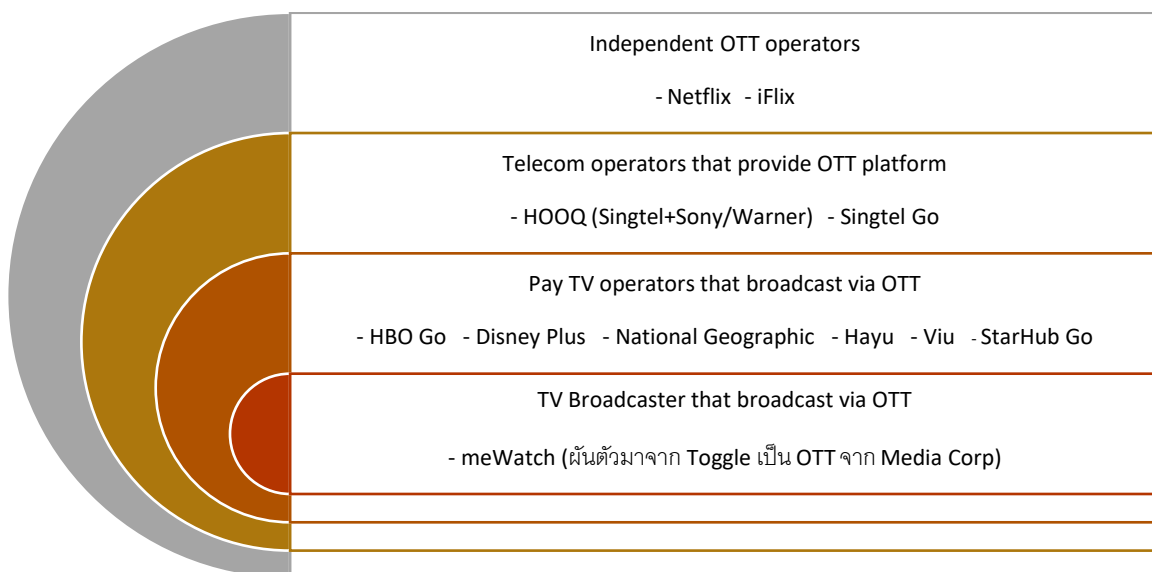 Independent OTT operators
- Netflix - iFlix
Telecom operators that provide OTT platform
- HOOQ (Singtel+Sony/Warner) - Singtel Go
Pay TV operators that broadcast via OTT
- HBO Go - Disney Plus - National Geographic - Hayu - Viu - StarHub Go
TV Broadcaster that broadcast via OTT
- meWatch (ผันตัวมาจาก Toggle เป็น OTT จาก Media Corp)